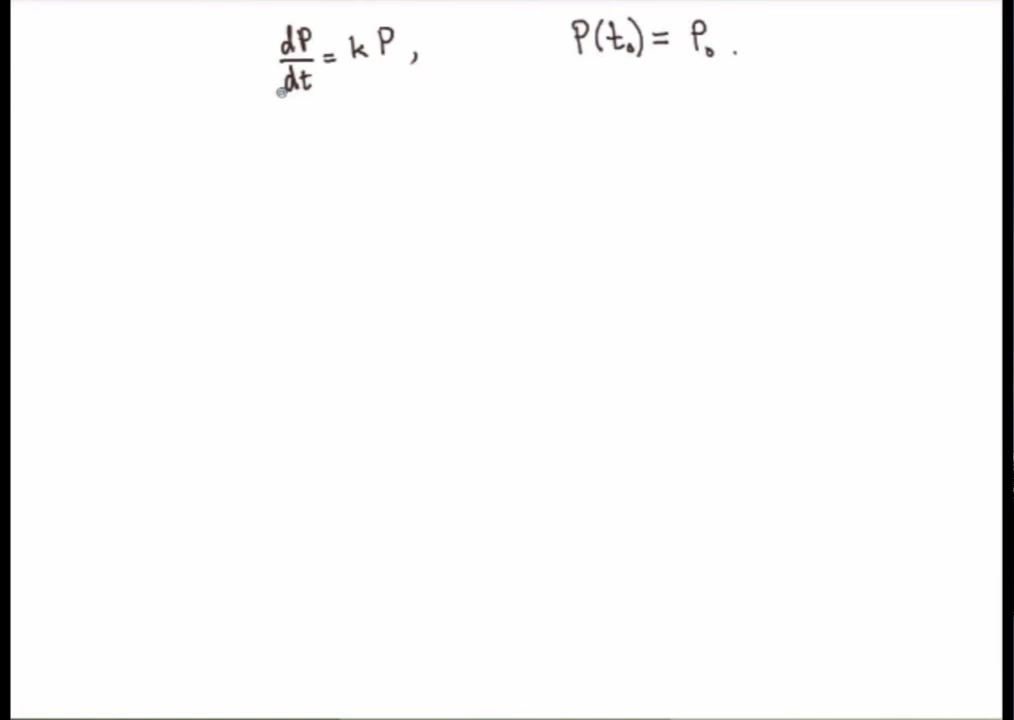 dP/dt = kP, P(t₀) = P₀.